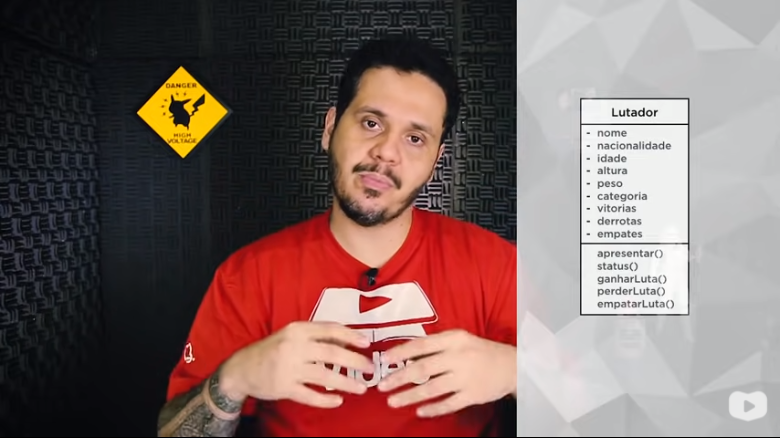 DANGER
HIGH
VOLTAGE
Lutador
- nome
- nacionalidade
- idade
- altura
- peso
- categoria
- vitorias
- derrotas
- empates
apresentar()
status()
ganharLuta()
perderLuta()
empatarLuta()